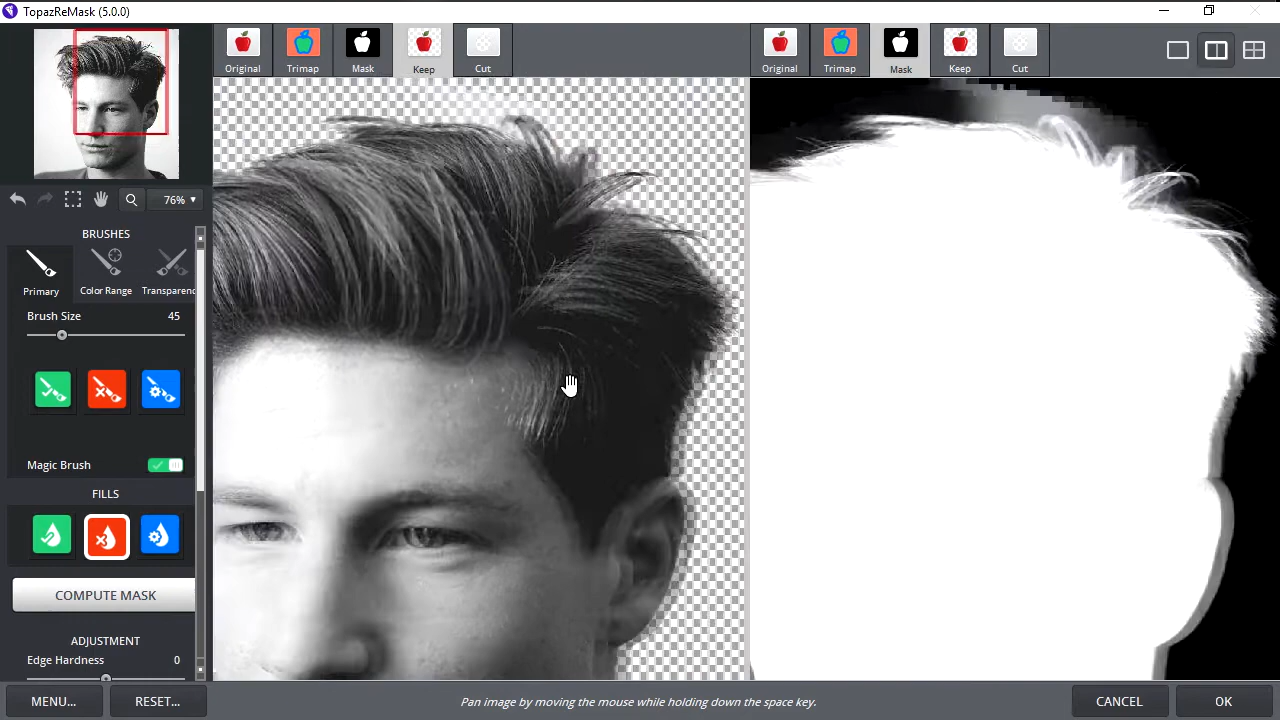 TopazReMask (5.0.0)
Original
Trimap
Mask
Keep
Cut
Original
Trimap
Mask
Keep
Cut
76%
BRUSHES
Primary
Color Range
Transparenc
Brush Size 45
Magic Brush
FILLS
COMPUTE MASK
ADJUSTMENT
Edge Hardness 0
MENU...
RESET...
Pan image by moving the mouse while holding down the space key.
CANCEL
OK